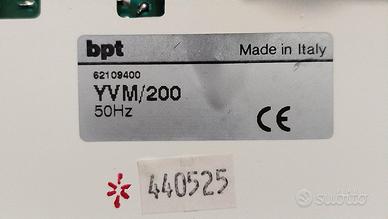 bpt
Made in Italy
62109400
YVM/200
50Hz
CE
* 440525
subito